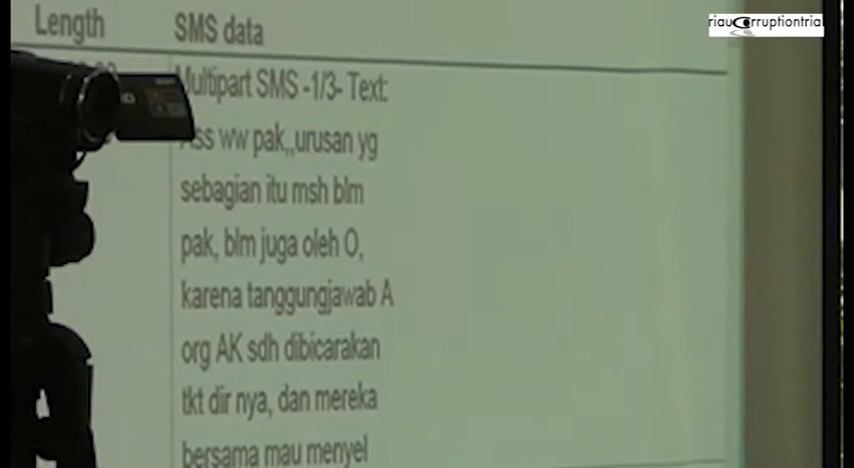 riaucorruptiontrial
Length
SMS data
Multipart SMS -1/3- Text:
Ass ww pak,,urusan yg
sebagian itu msh blm
pak, blm juga oleh O,
karena tanggungjawab A
org AK sdh dibicarakan
tkt dir nya, dan mereka
bersama mau menyel